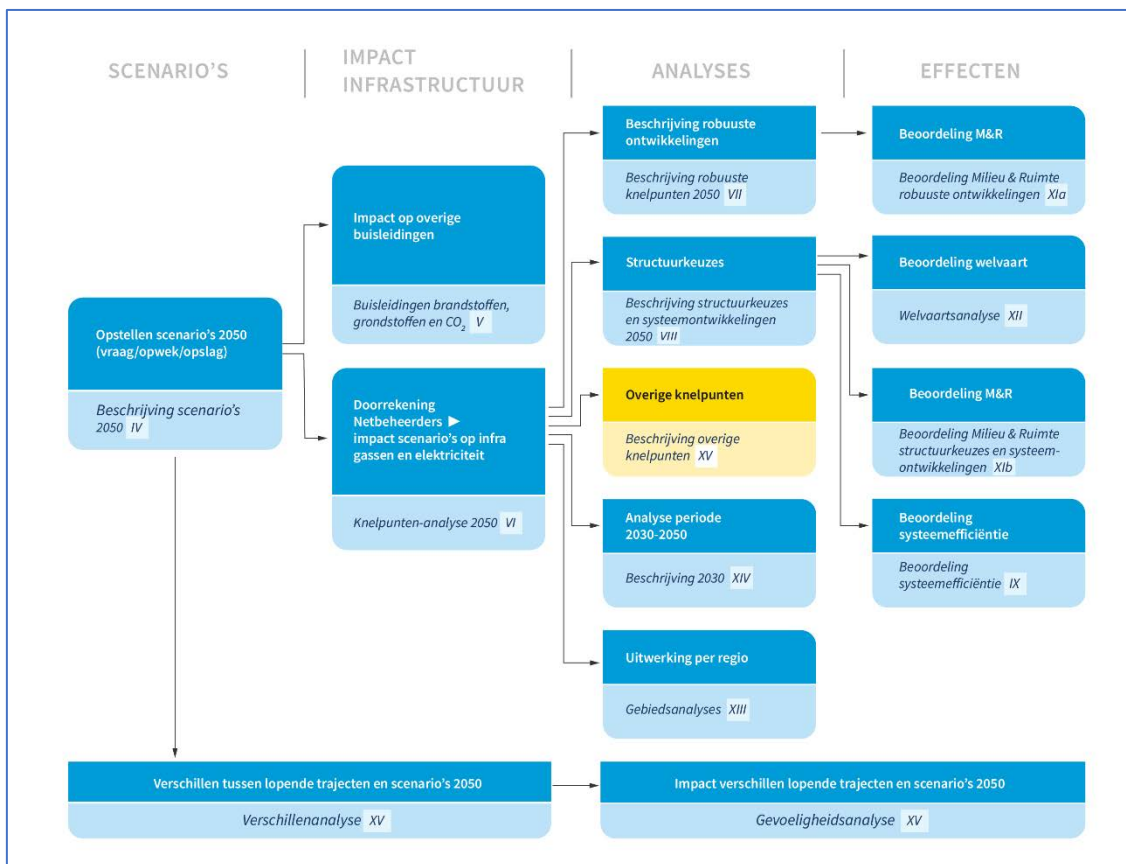 SCENARIO'S
IMPACT
INFRASTRUCTUUR
ANALYSES
EFFECTEN
Opstellen scenario's 2050
(vraag/opwek/opslag)
Beschrijving scenario's
2050 IV
Impact op overige
buisleidingen
Buisleidingen brandstoffen,
grondstoffen en CO₂ V
Doorrekening
Netbeheerders ►
impact scenario's op infra
gassen en elektriciteit
Knelpunten-analyse 2050 VI
Beschrijving robuuste
ontwikkelingen
Beschrijving robuuste
knelpunten 2050 VII
Structuurkeuzes
Beschrijving structuurkeuzes
en systeemontwikkelingen
2050 VIII
Overige knelpunten
Beschrijving overige
knelpunten XV
Analyse periode
2030-2050
Beschrijving 2030 XIV
Uitwerking per regio
Gebiedsanalyses XIII
Beoordeling M&R
Beoordeling Milieu & Ruimte
robuuste ontwikkelingen XIa
Beoordeling welvaart
Welvaartsanalyse XII
Beoordeling M&R
Beoordeling Milieu & Ruimte
structuurkeuzes en systeem-
ontwikkelingen XIb
Beoordeling
systeemefficiëntie
Beoordeling
systeemefficiëntie IX
Verschillen tussen lopende trajecten en scenario's 2050
Verschillenanalyse XV
Impact verschillen lopende trajecten en scenario's 2050
Gevoeligheidsanalyse XV